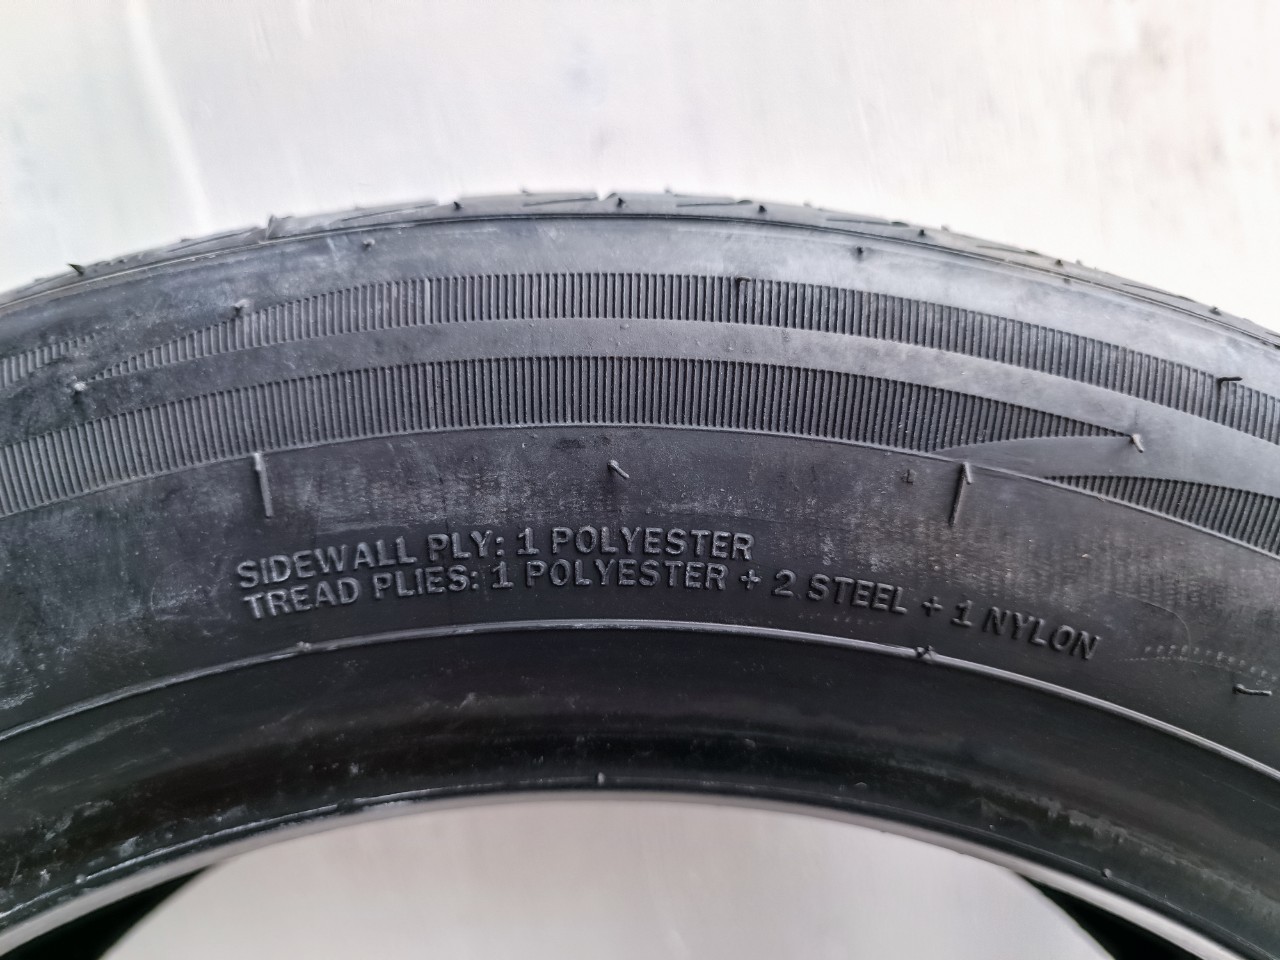 SIDEWALL PLY: 1 POLYESTER
TREAD PLIES: 1 POLYESTER + 2 STEEL + 1 NYLON